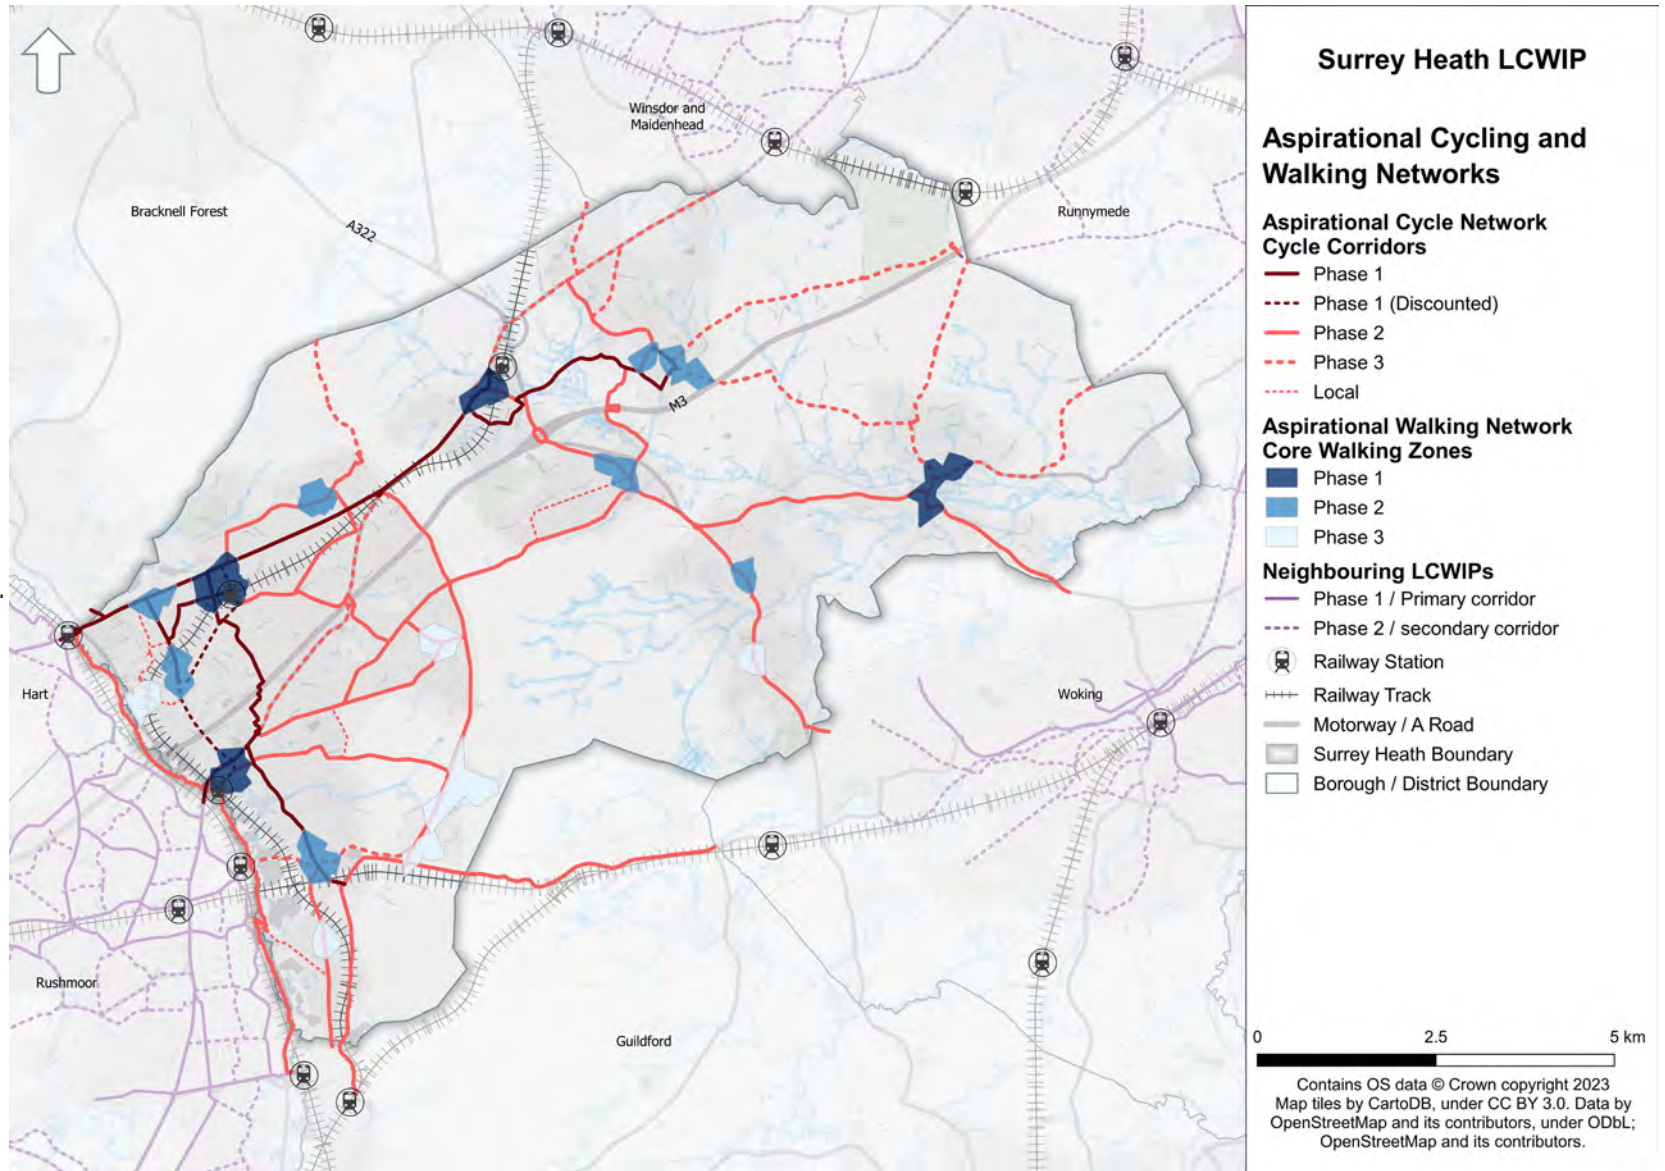 Winsdor and
Maidenhead
Bracknell Forest
A322
Runnymede
M3
Hart
Woking
Rushmoor
Guildford
Surrey Heath LCWIP
Aspirational Cycling and
Walking Networks
Aspirational Cycle Network
Cycle Corridors
Phase 1
Phase 1 (Discounted)
Phase 2
Phase 3
Local
Aspirational Walking Network
Core Walking Zones
Phase 1
Phase 2
Phase 3
Neighbouring LCWIPs
Phase 1 / Primary corridor
Phase 2 / secondary corridor
Railway Station
Railway Track
Motorway / A Road
Surrey Heath Boundary
Borough / District Boundary
0 2.5 5 km
Contains OS data © Crown copyright 2023
Map tiles by CartoDB, under CC BY 3.0. Data by
OpenStreetMap and its contributors, under ODbL;
OpenStreetMap and its contributors.